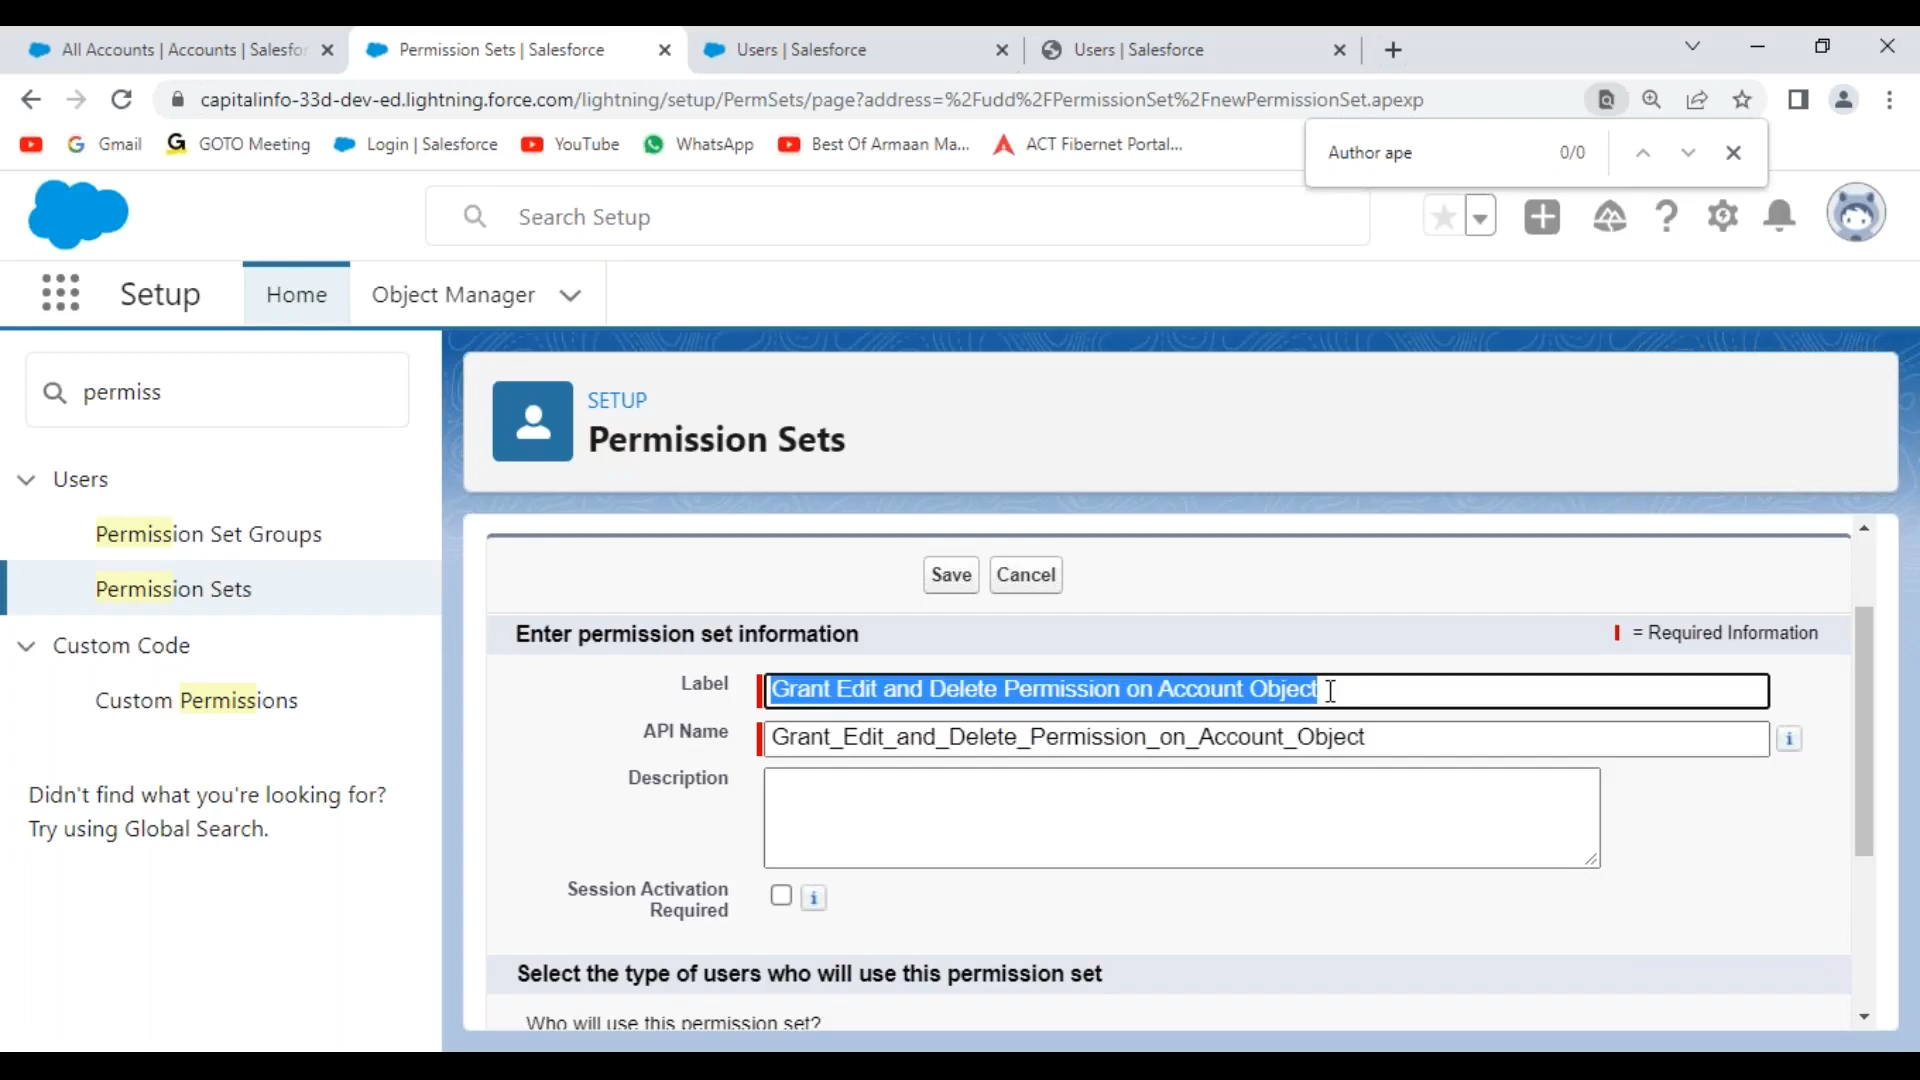 All Accounts | Accounts | Salesfor
Permission Sets | Salesforce
Users | Salesforce
Users | Salesforce
capitalinfo-33d-dev-ed.lightning.force.com/lightning/setup/PermSets/page?address=%2Fudd%2FPermissionSet%2FnewPermissionSet.apexp
Gmail
GOTO Meeting
Login | Salesforce
YouTube
WhatsApp
Best Of Armaan Ma...
ACT Fibernet Portal...
Author ape 0/0
Search Setup
Setup
Home
Object Manager
permiss
SETUP
Permission Sets
Users
Permission Set Groups
Permission Sets
Custom Code
Custom Permissions
Didn't find what you're looking for?
Try using Global Search.
Save Cancel
Enter permission set information
= Required Information
Label Grant Edit and Delete Permission on Account Object
API Name Grant_Edit_and_Delete_Permission_on_Account_Object
Description
Session Activation
Required
Select the type of users who will use this permission set
Who will use this permission set?